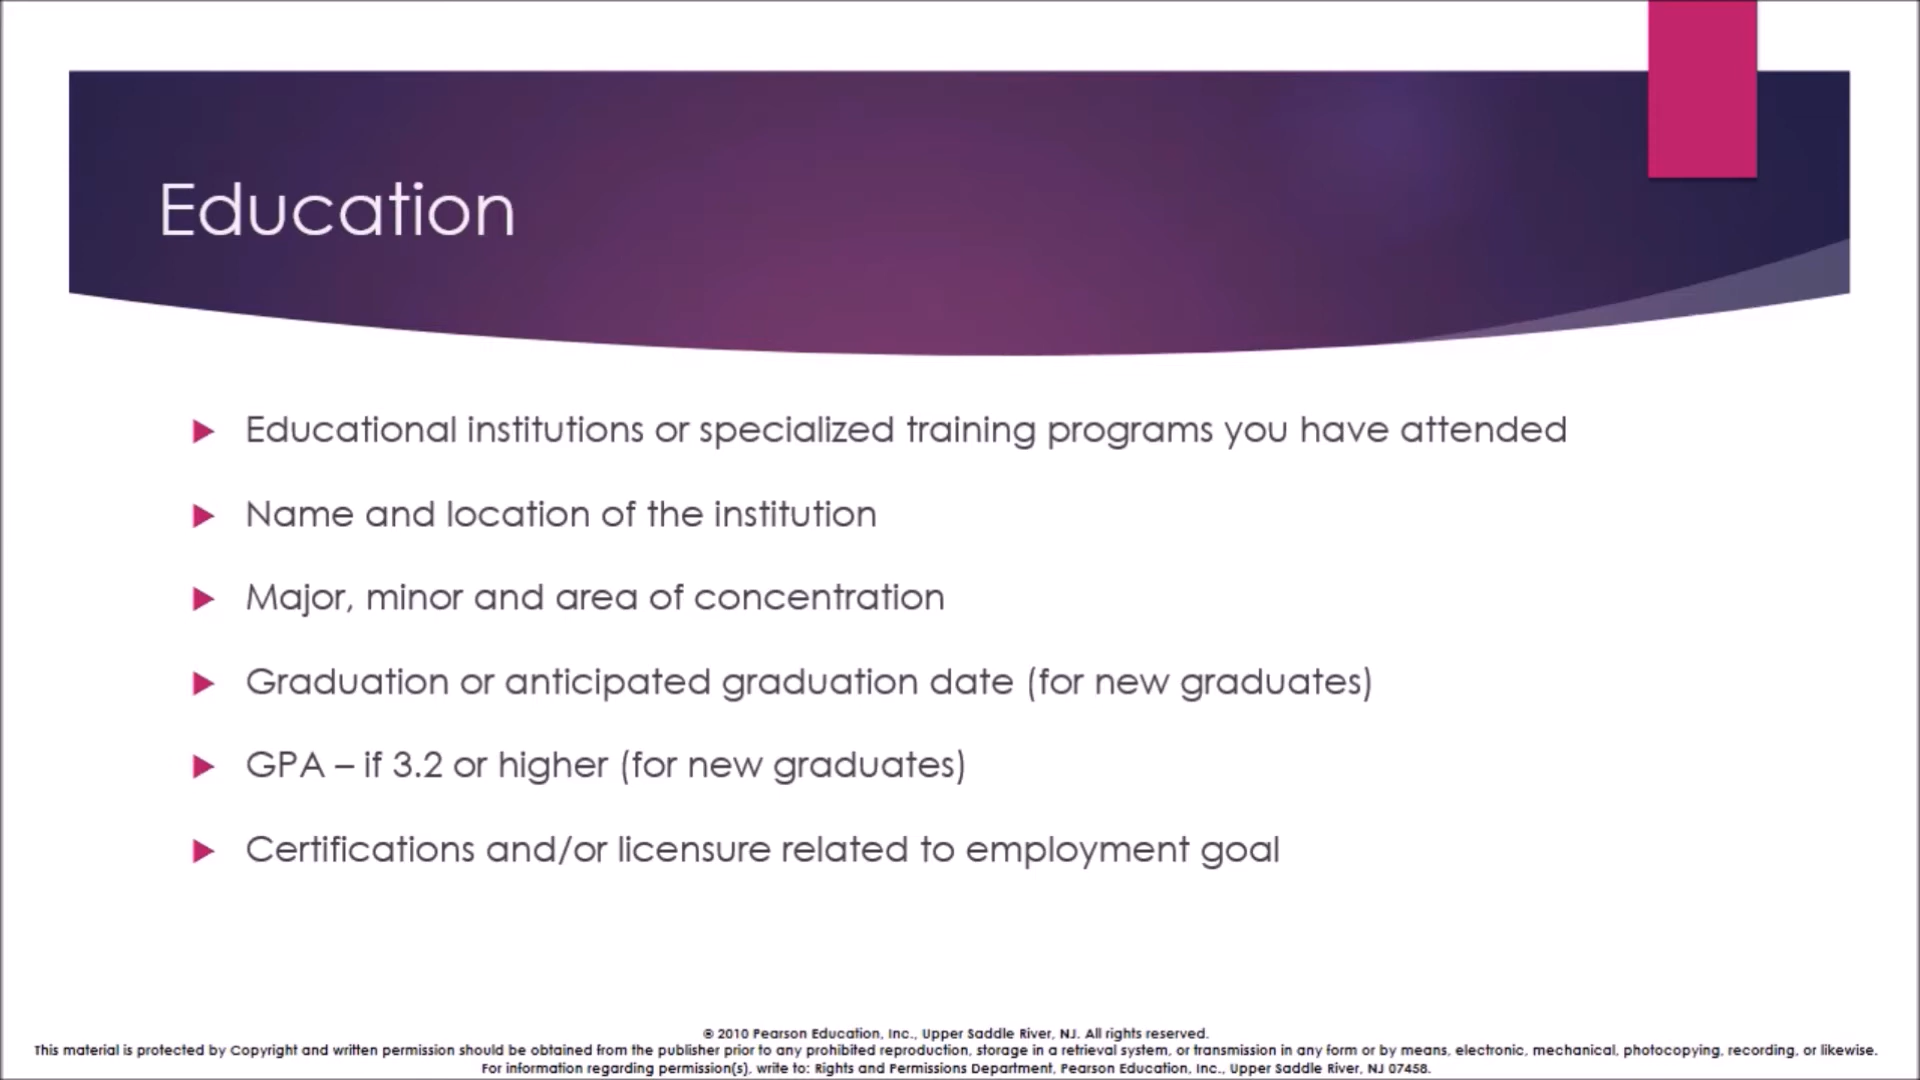 Education
Educational institutions or specialized training programs you have attended
Name and location of the institution
Major, minor and area of concentration
Graduation or anticipated graduation date (for new graduates)
GPA – if 3.2 or higher (for new graduates)
Certifications and/or licensure related to employment goal
© 2010 Pearson Education, Inc., Upper Saddle River, NJ. All rights reserved.
This material is protected by Copyright and written permission should be obtained from the publisher prior to any prohibited reproduction, storage in a retrieval system, or transmission in any form or by means, electronic, mechanical, photocopying, recording, or likewise.
For information regarding permission(s), write to: Rights and Permissions Department, Pearson Education, Inc., Upper Saddle River, NJ 07458.